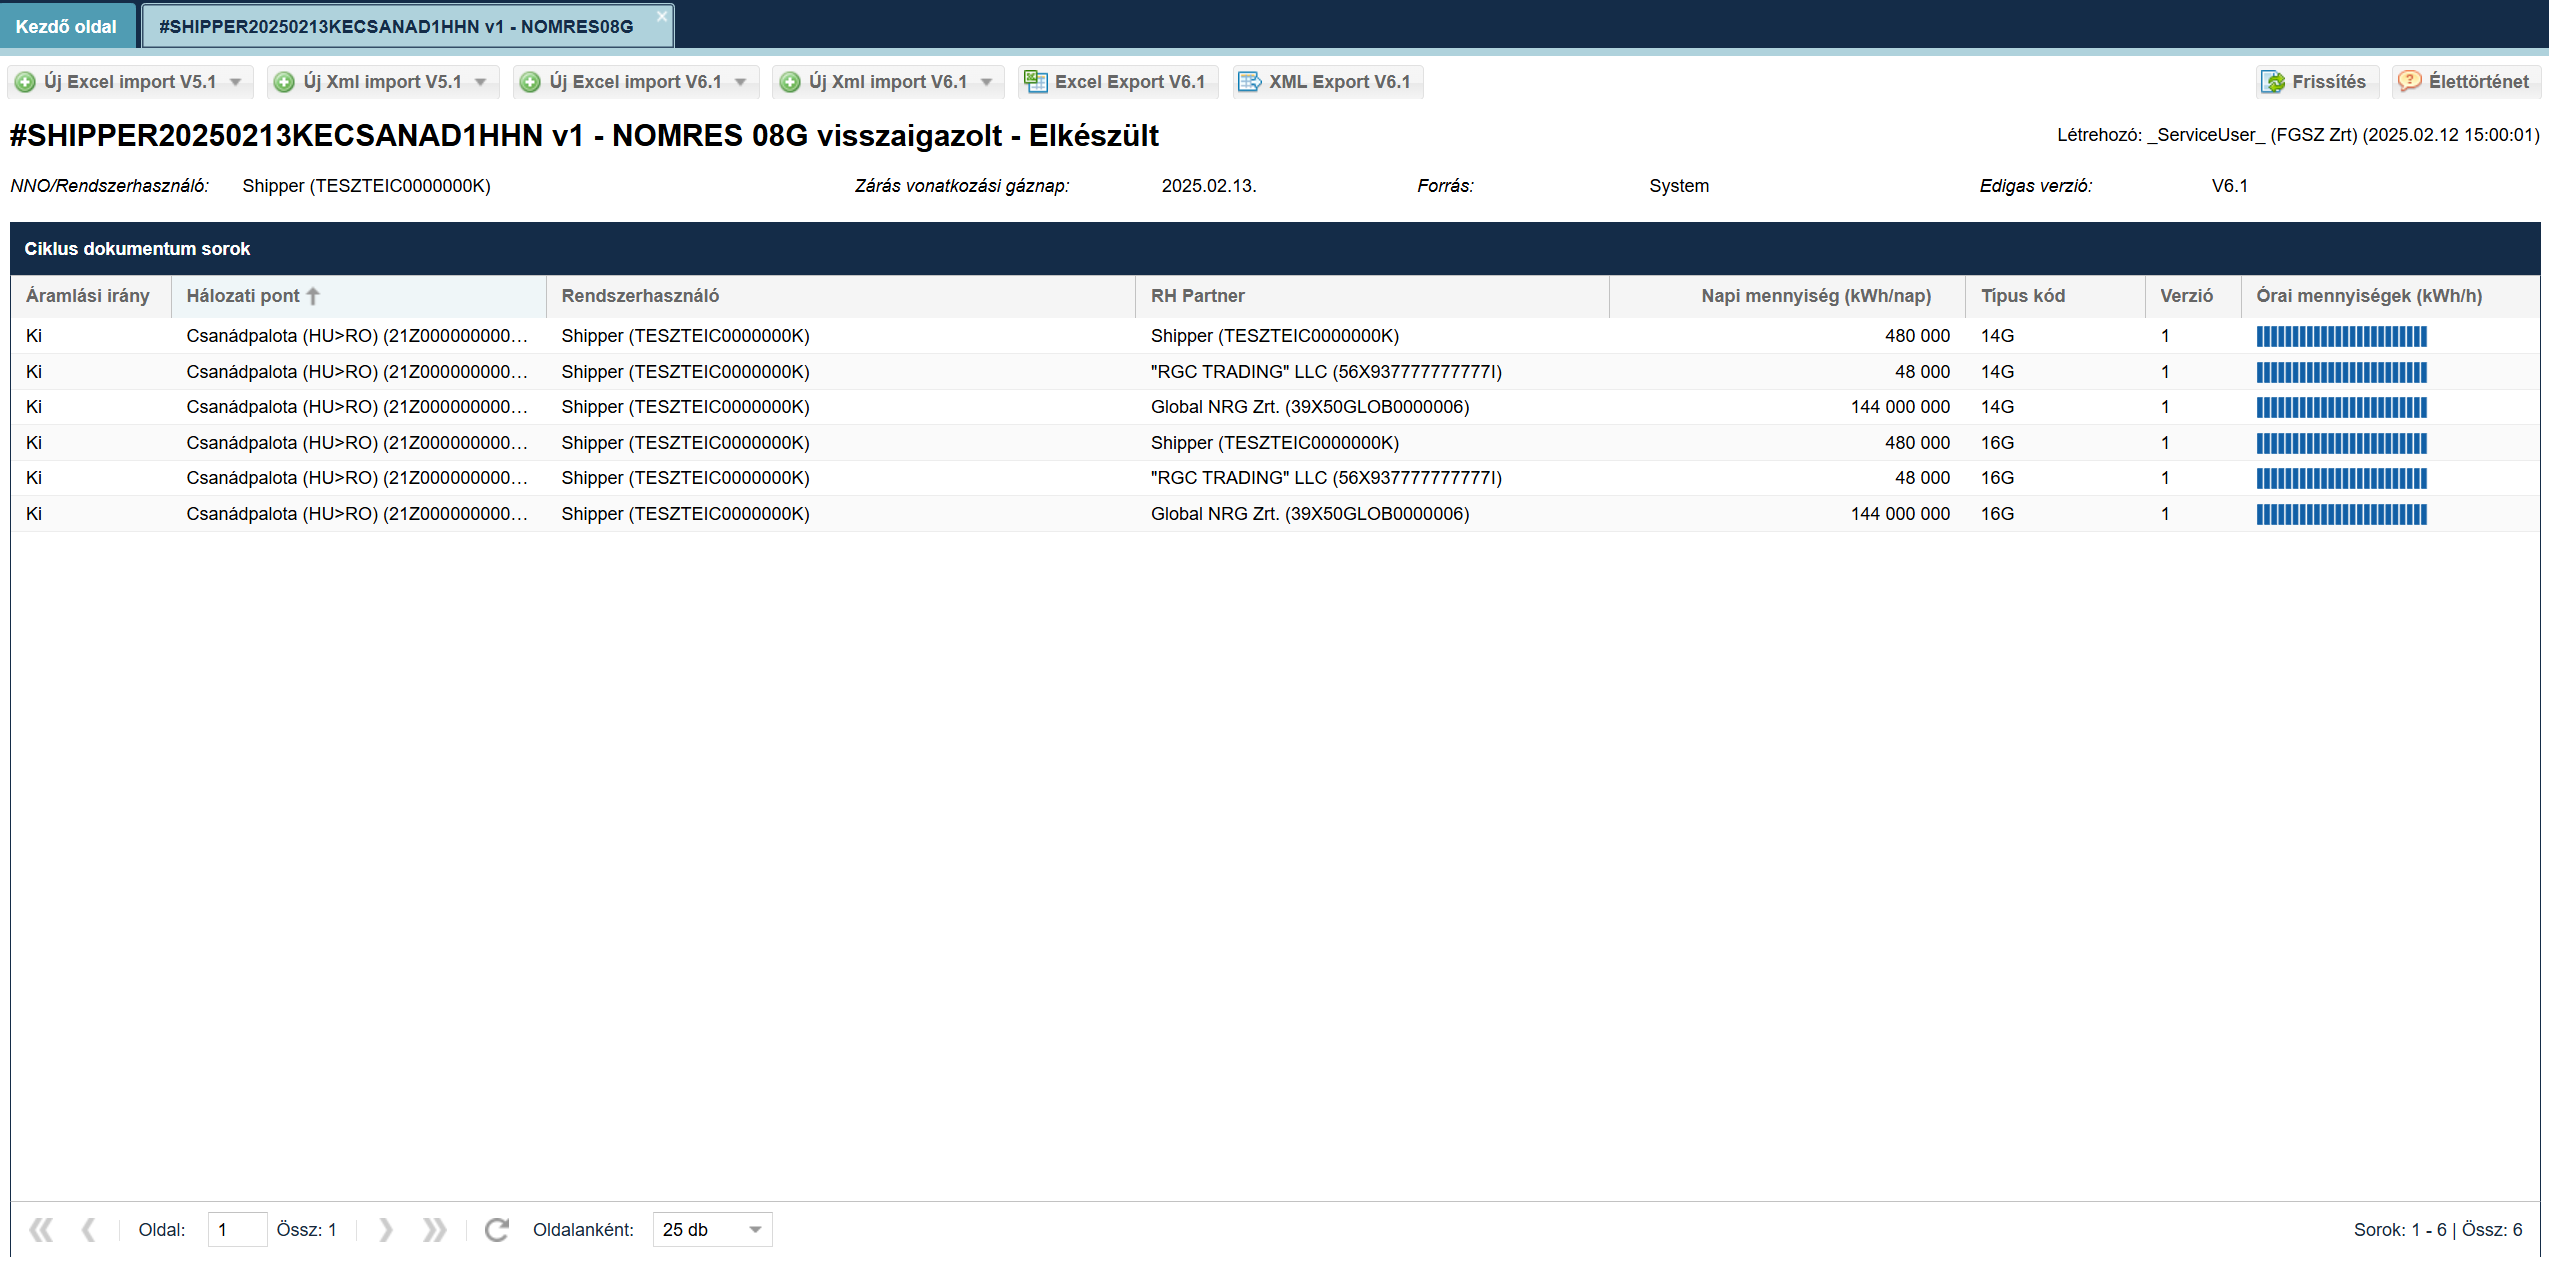 Kezdő oldal
#SHIPPER20250213KECSANAD1HHN v1 - NOMRES08G
Új Excel import V5.1
Új Xml import V5.1
Új Excel import V6.1
Új Xml import V6.1
Excel Export V6.1
XML Export V6.1
Frissítés
Élettörténet
#SHIPPER20250213KECSANAD1HHN v1 - NOMRES 08G visszaigazolt - Elkészült
Létrehozó: _ServiceUser_ (FGSZ Zrt) (2025.02.12 15:00:01)
NNO/Rendszerhasználó: Shipper (TESZTEIC0000000K) Zárás vonatkozási gáznap: 2025.02.13. Forrás: System Edigas verzió: V6.1
Ciklus dokumentum sorok
Áramlási irány Hálozati pont Rendszerhasználó RH Partner Napi mennyiség (kWh/nap) Típus kód Verzió Órai mennyiségek (kWh/h)
Ki Csanádpalota (HU>RO) (21Z000000000... Shipper (TESZTEIC0000000K) Shipper (TESZTEIC0000000K) 480 000 14G 1
Ki Csanádpalota (HU>RO) (21Z000000000... Shipper (TESZTEIC0000000K) "RGC TRADING" LLC (56X937777777777I) 48 000 14G 1
Ki Csanádpalota (HU>RO) (21Z000000000... Shipper (TESZTEIC0000000K) Global NRG Zrt. (39X50GLOB0000006) 144 000 000 14G 1
Ki Csanádpalota (HU>RO) (21Z000000000... Shipper (TESZTEIC0000000K) Shipper (TESZTEIC0000000K) 480 000 16G 1
Ki Csanádpalota (HU>RO) (21Z000000000... Shipper (TESZTEIC0000000K) "RGC TRADING" LLC (56X937777777777I) 48 000 16G 1
Ki Csanádpalota (HU>RO) (21Z000000000... Shipper (TESZTEIC0000000K) Global NRG Zrt. (39X50GLOB0000006) 144 000 000 16G 1
Oldal: 1 Össz: 1 Oldalanként: 25 db Sorok: 1 - 6 | Össz: 6